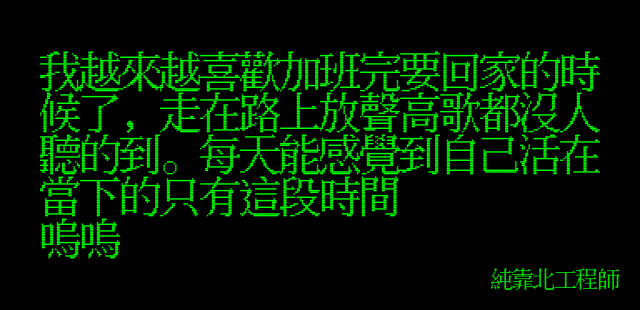 我越來越喜歡加班完要回家的時
候了，走在路上放聲高歌都沒人
聽的到。每天能感覺到自己活在
當下的只有這段時間
嗚嗚
純靠北工程師